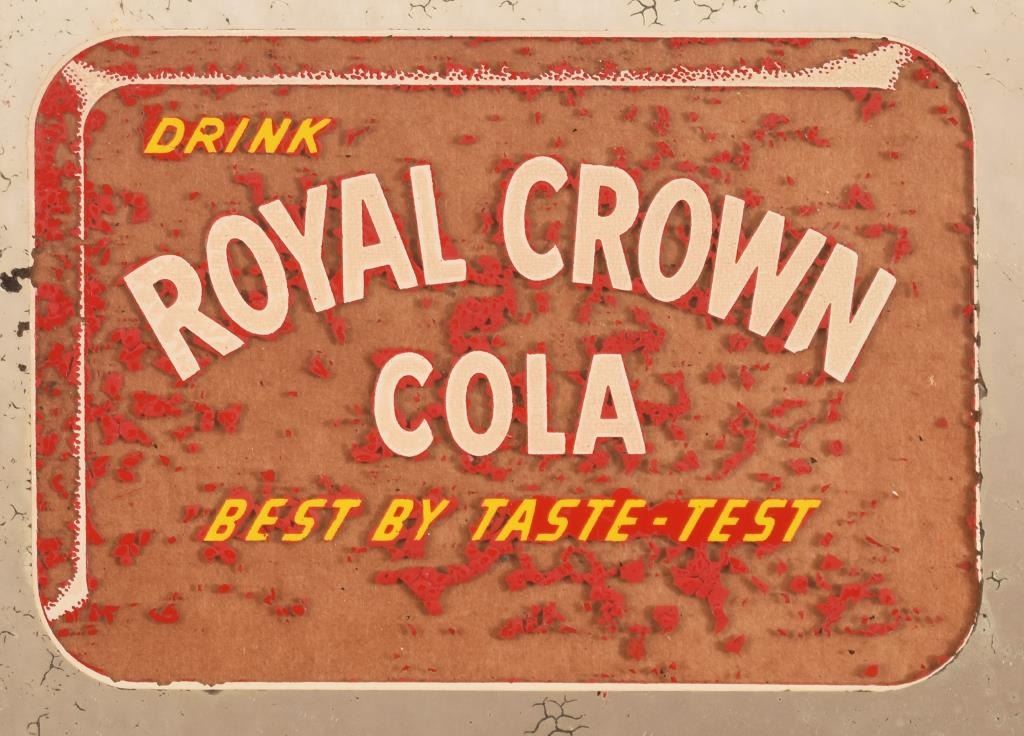 DRINK
ROYAL CROWN
COLA
BEST BY TASTE-TEST